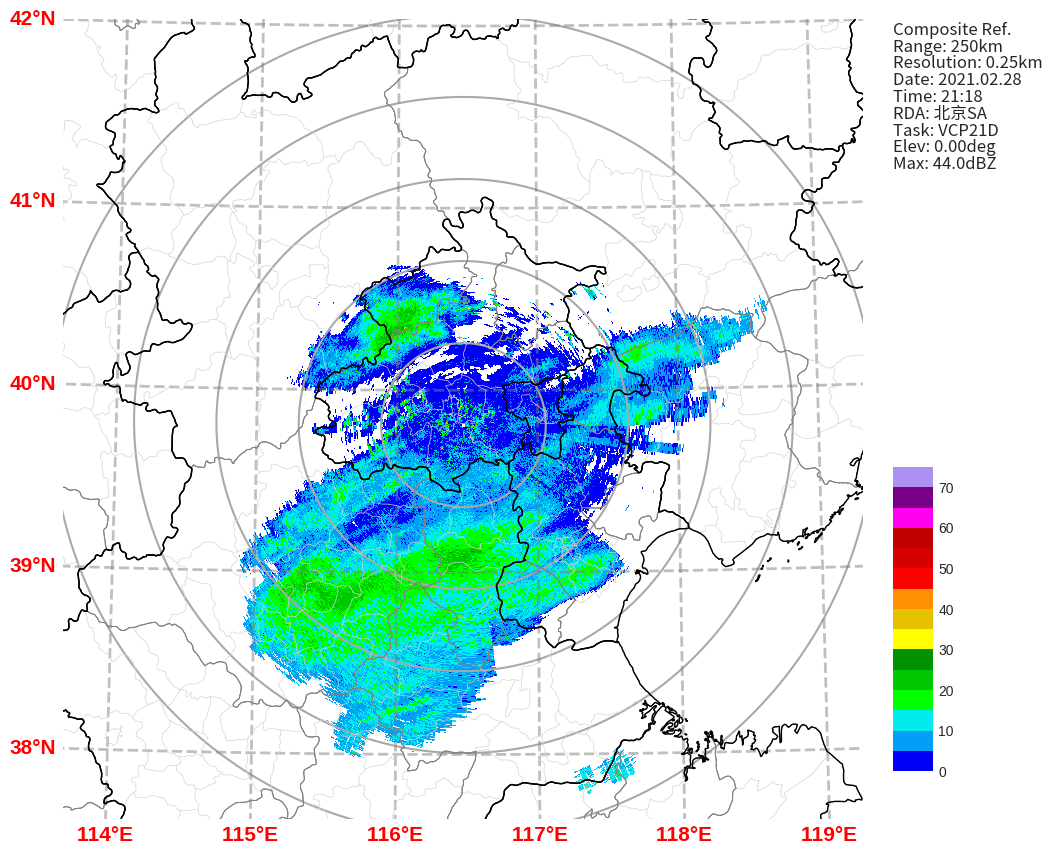 42°N
41°N
40°N
39°N
38°N
114°E 115°E 116°E 117°E 118°E 119°E
Composite Ref.
Range: 250km
Resolution: 0.25km
Date: 2021.02.28
Time: 21:18
RDA: 北京SA
Task: VCP21D
Elev: 0.00deg
Max: 44.0dBZ
70
60
50
40
30
20
10
0